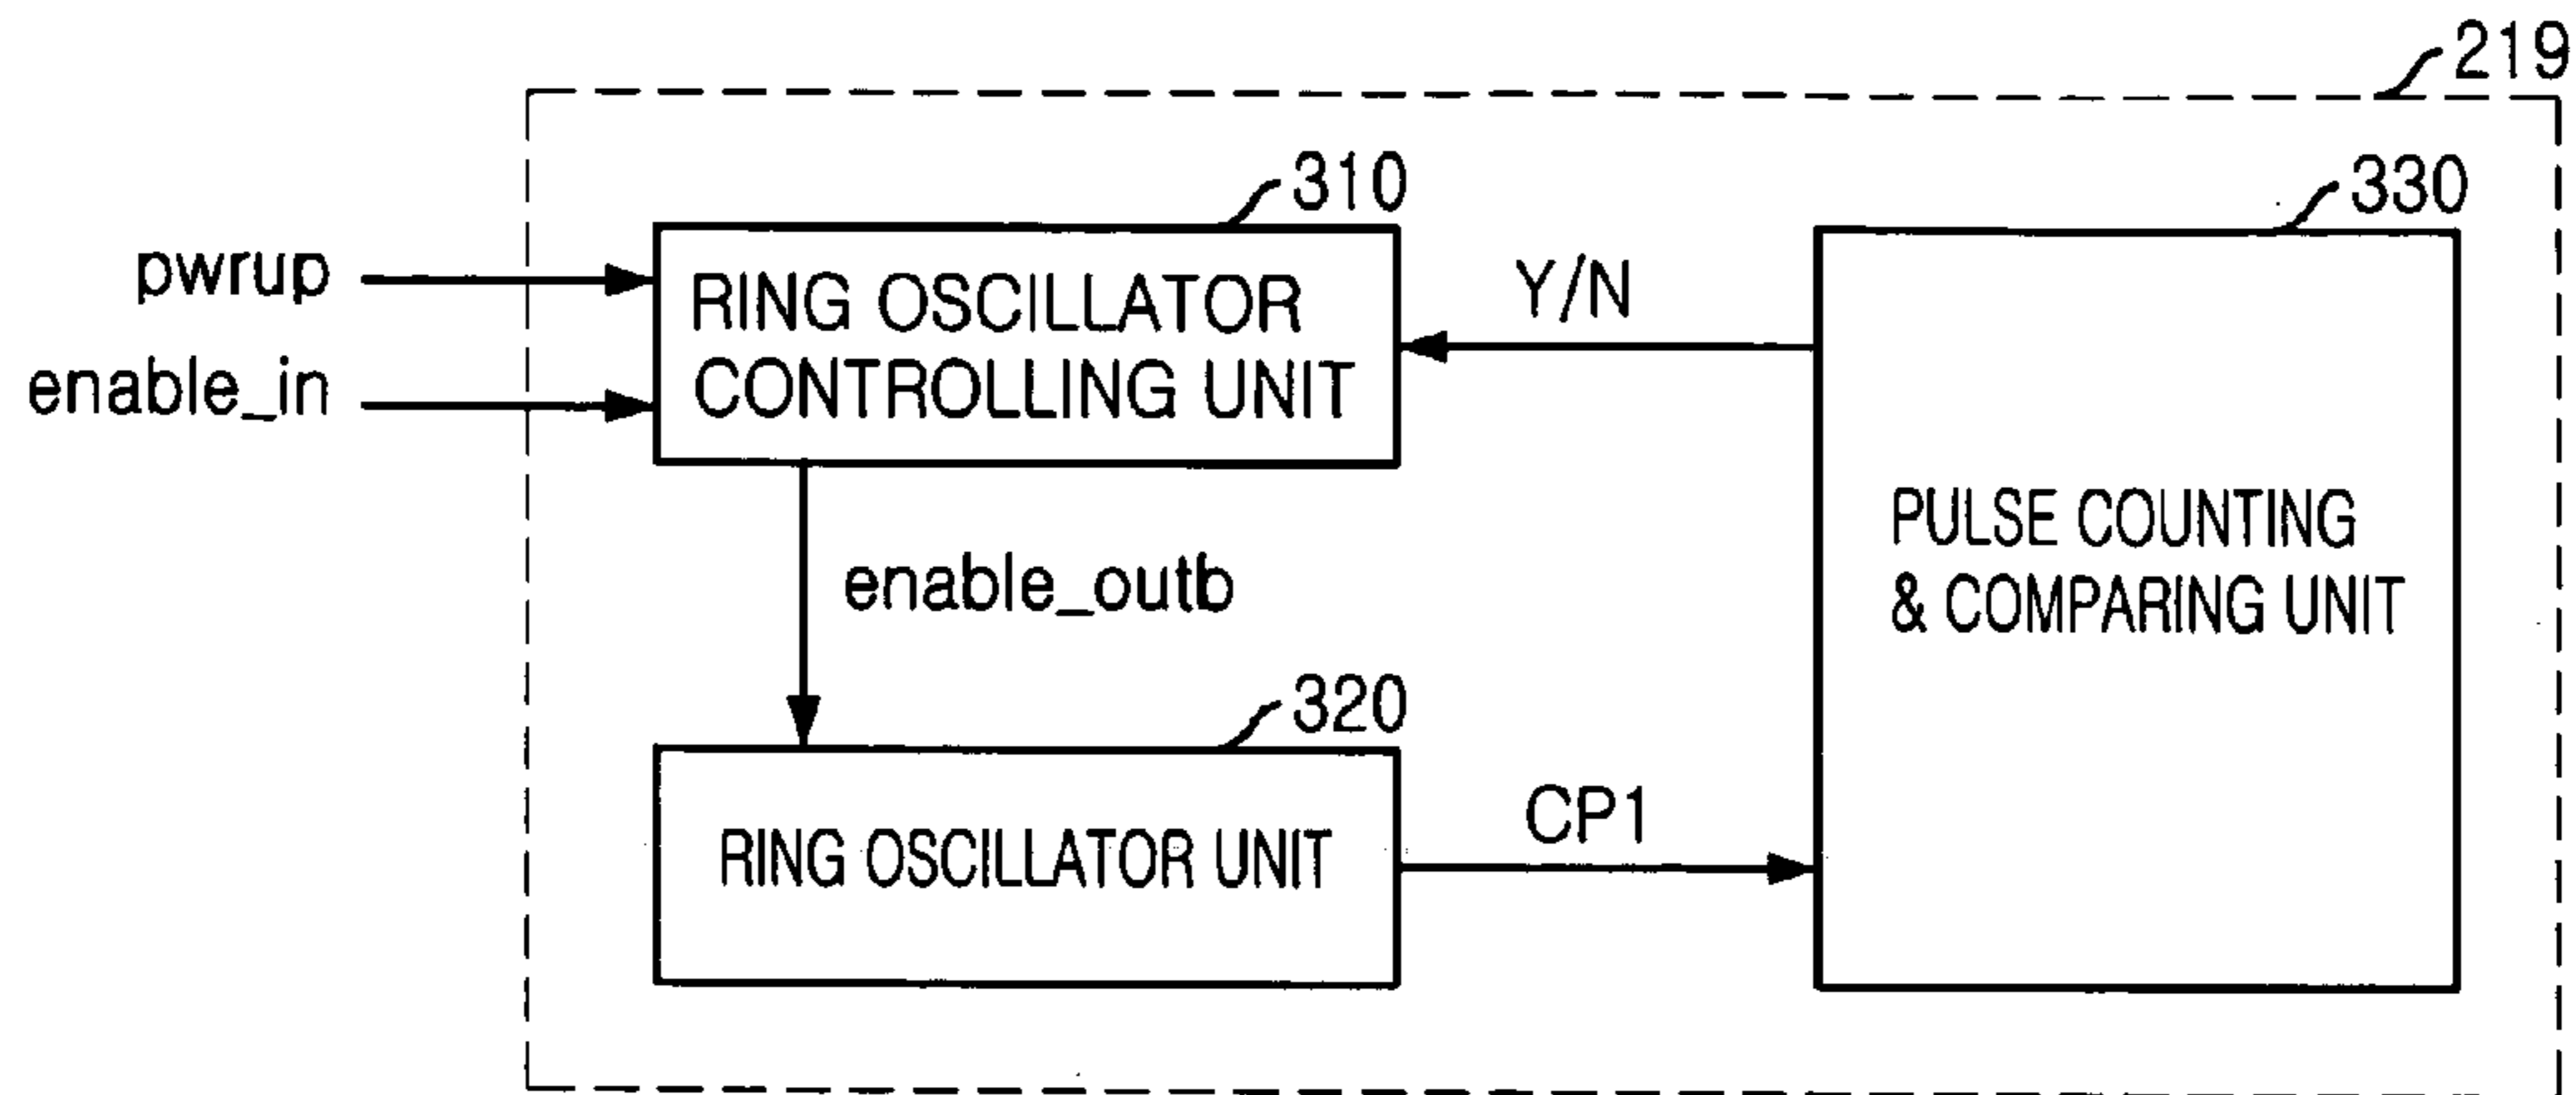 219
310
330
pwrup
RING OSCILLATOR
CONTROLLING UNIT
Y/N
enable_in
PULSE COUNTING
& COMPARING UNIT
enable_outb
320
RING OSCILLATOR UNIT
CP1